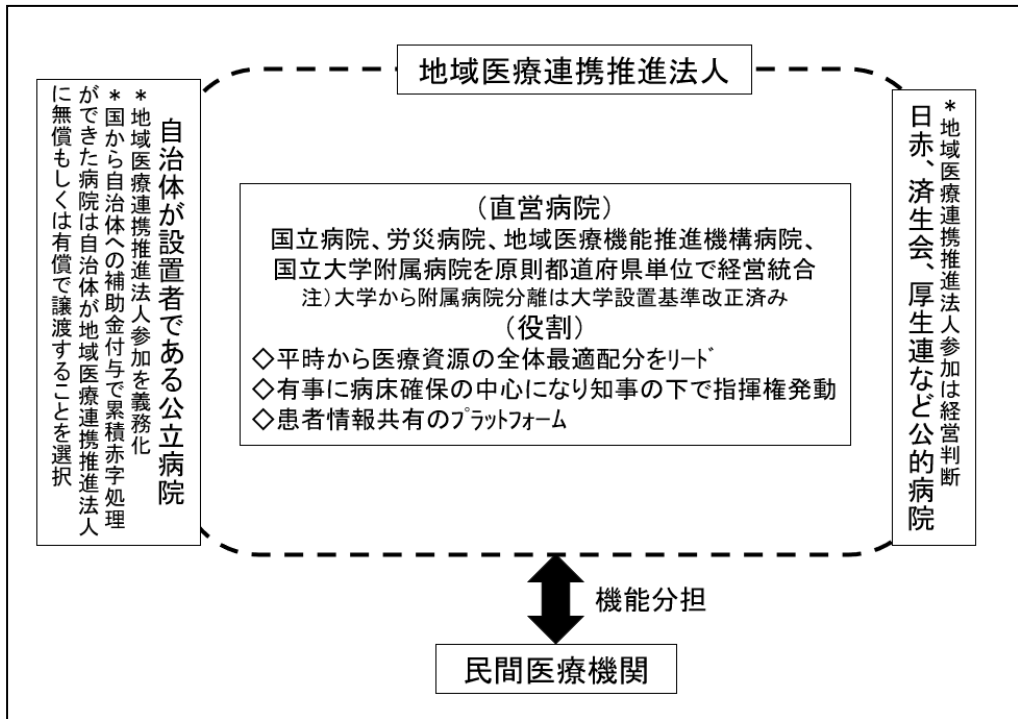 地域医療連携推進法人
自治体が設置者である公立病院
＊地域医療連携推進法人参加を義務化
＊国から自治体への補助金付与で累積赤字処理
ができた病院は自治体が地域医療連携推進法人
に無償もしくは有償で譲渡することを選択
（直営病院）
国立病院、労災病院、地域医療機能推進機構病院、
国立大学附属病院を原則都道府県単位で経営統合
注）大学から附属病院分離は大学設置基準改正済み
（役割）
◇平時から医療資源の全体最適配分をリード
◇有事に病床確保の中心になり知事の下で指揮権発動
◇患者情報共有のプラットフォーム
＊地域医療連携推進法人参加は経営判断
日赤、済生会、厚生連など公的病院
機能分担
民間医療機関